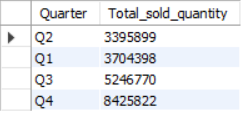 Quarter Total_sold_quantity
Q2 3395899
Q1 3704398
Q3 5246770
Q4 8425822